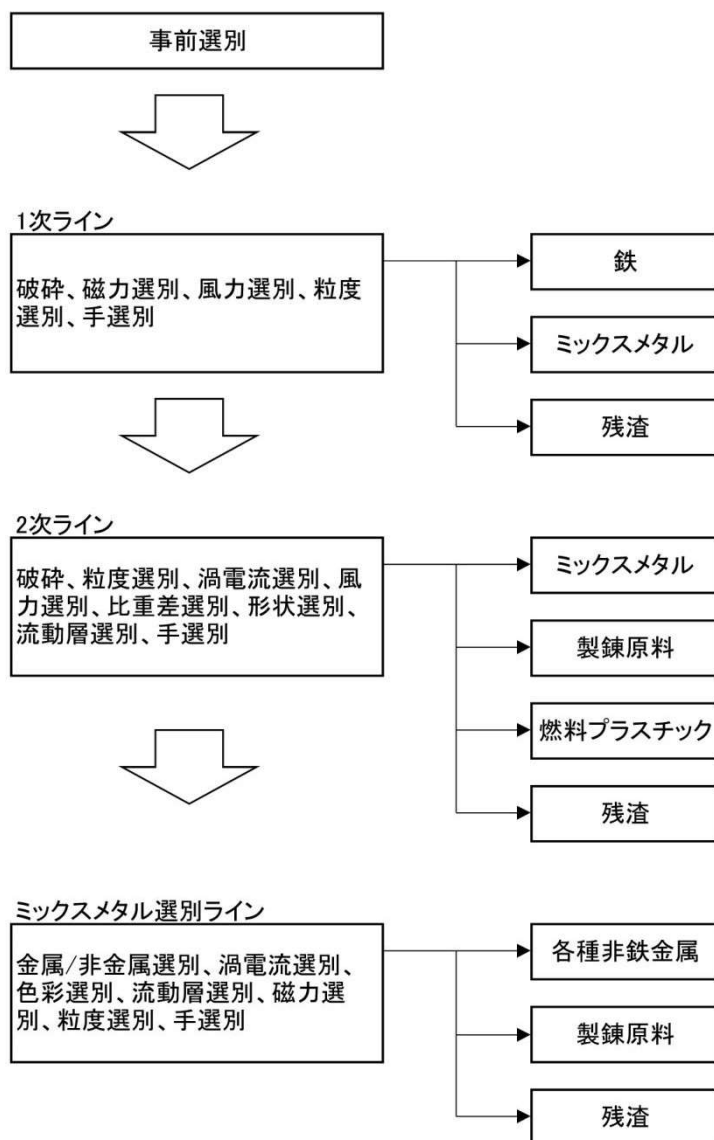 事前選別
1次ライン
破砕、磁力選別、風力選別、粒度
選別、手選別
鉄
ミックスメタル
残渣
2次ライン
破砕、粒度選別、渦電流選別、風
力選別、比重差選別、形状選別、
流動層選別、手選別
ミックスメタル
製錬原料
燃料プラスチック
残渣
ミックスメタル選別ライン
金属/非金属選別、渦電流選別、
色彩選別、流動層選別、磁力選
別、粒度選別、手選別
各種非鉄金属
製錬原料
残渣